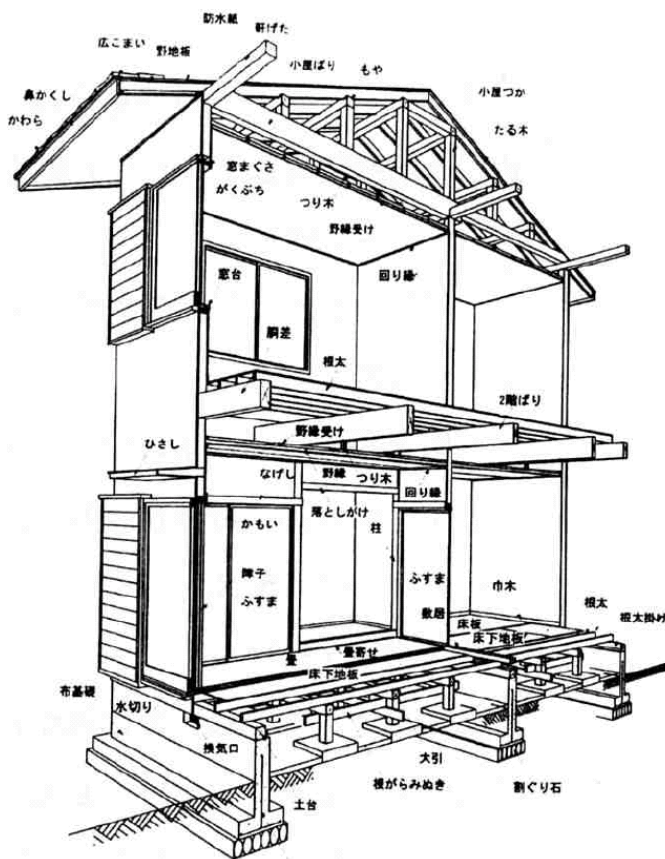 防水紙
軒げた
広こまい
野地板
小屋ばり
もや
小屋つか
鼻かくし
かわら
たる木
窓まぐさ
がくぶち
つり木
野縁受け
窓台
回り縁
胴差
根太
2階ばり
野縁受け
ひさし
なげし
野縁
つり木
回り縁
落としがけ
かもい
柱
障子
ふすま
ふすま
敷居
巾木
根太
根太掛け
床板
床下地板
畳
畳寄せ
床下地板
布基礎
水切り
換気口
大引
根がらみぬき
割ぐり石
土台